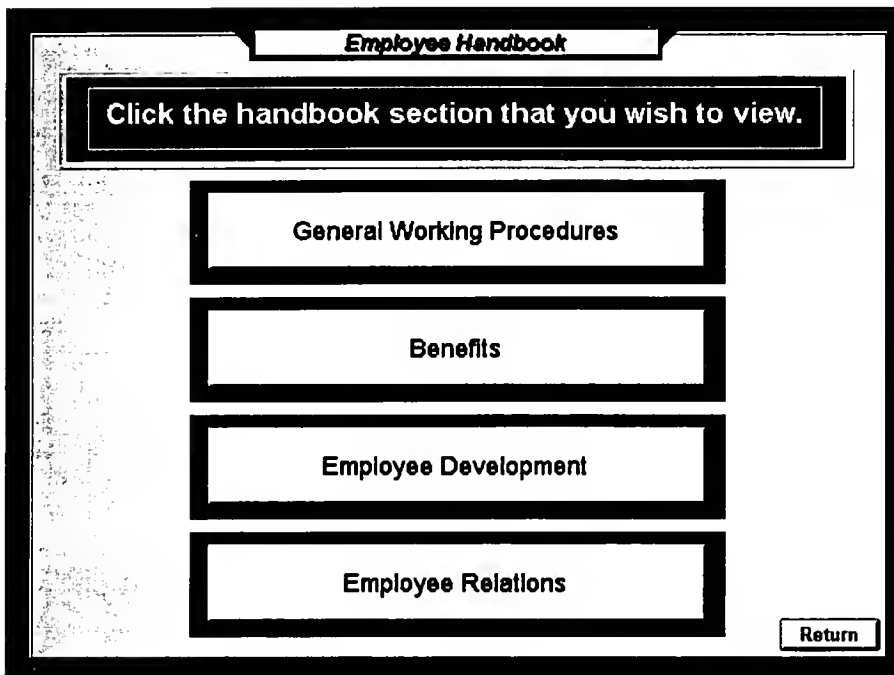 Employee Handbook
Click the handbook section that you wish to view.
General Working Procedures
Benefits
Employee Development
Employee Relations
Return